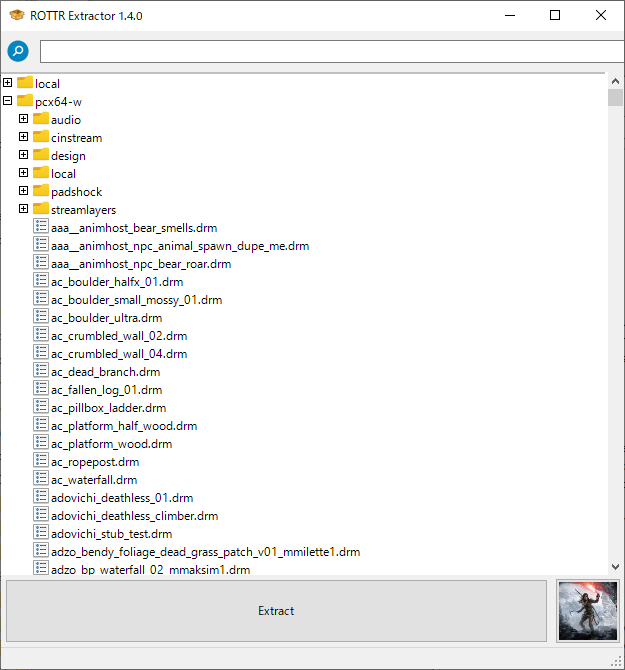 ROTTR Extractor 1.4.0
local
pcx64-w
audio
cinstream
design
local
padshock
streamlayers
aaa__animhost_bear_smells.drm
aaa__animhost_npc_animal_spawn_dupe_me.drm
aaa__animhost_npc_bear_roar.drm
ac_boulder_halfx_01.drm
ac_boulder_small_mossy_01.drm
ac_boulder_ultra.drm
ac_crumbled_wall_02.drm
ac_crumbled_wall_04.drm
ac_dead_branch.drm
ac_fallen_log_01.drm
ac_pillbox_ladder.drm
ac_platform_half_wood.drm
ac_platform_wood.drm
ac_ropepost.drm
ac_waterfall.drm
adovichi_deathless_01.drm
adovichi_deathless_climber.drm
adovichi_stub_test.drm
adzo_bendy_foliage_dead_grass_patch_v01_mmilette1.drm
adzo_bp_waterfall_02_mmaksim1.drm
Extract